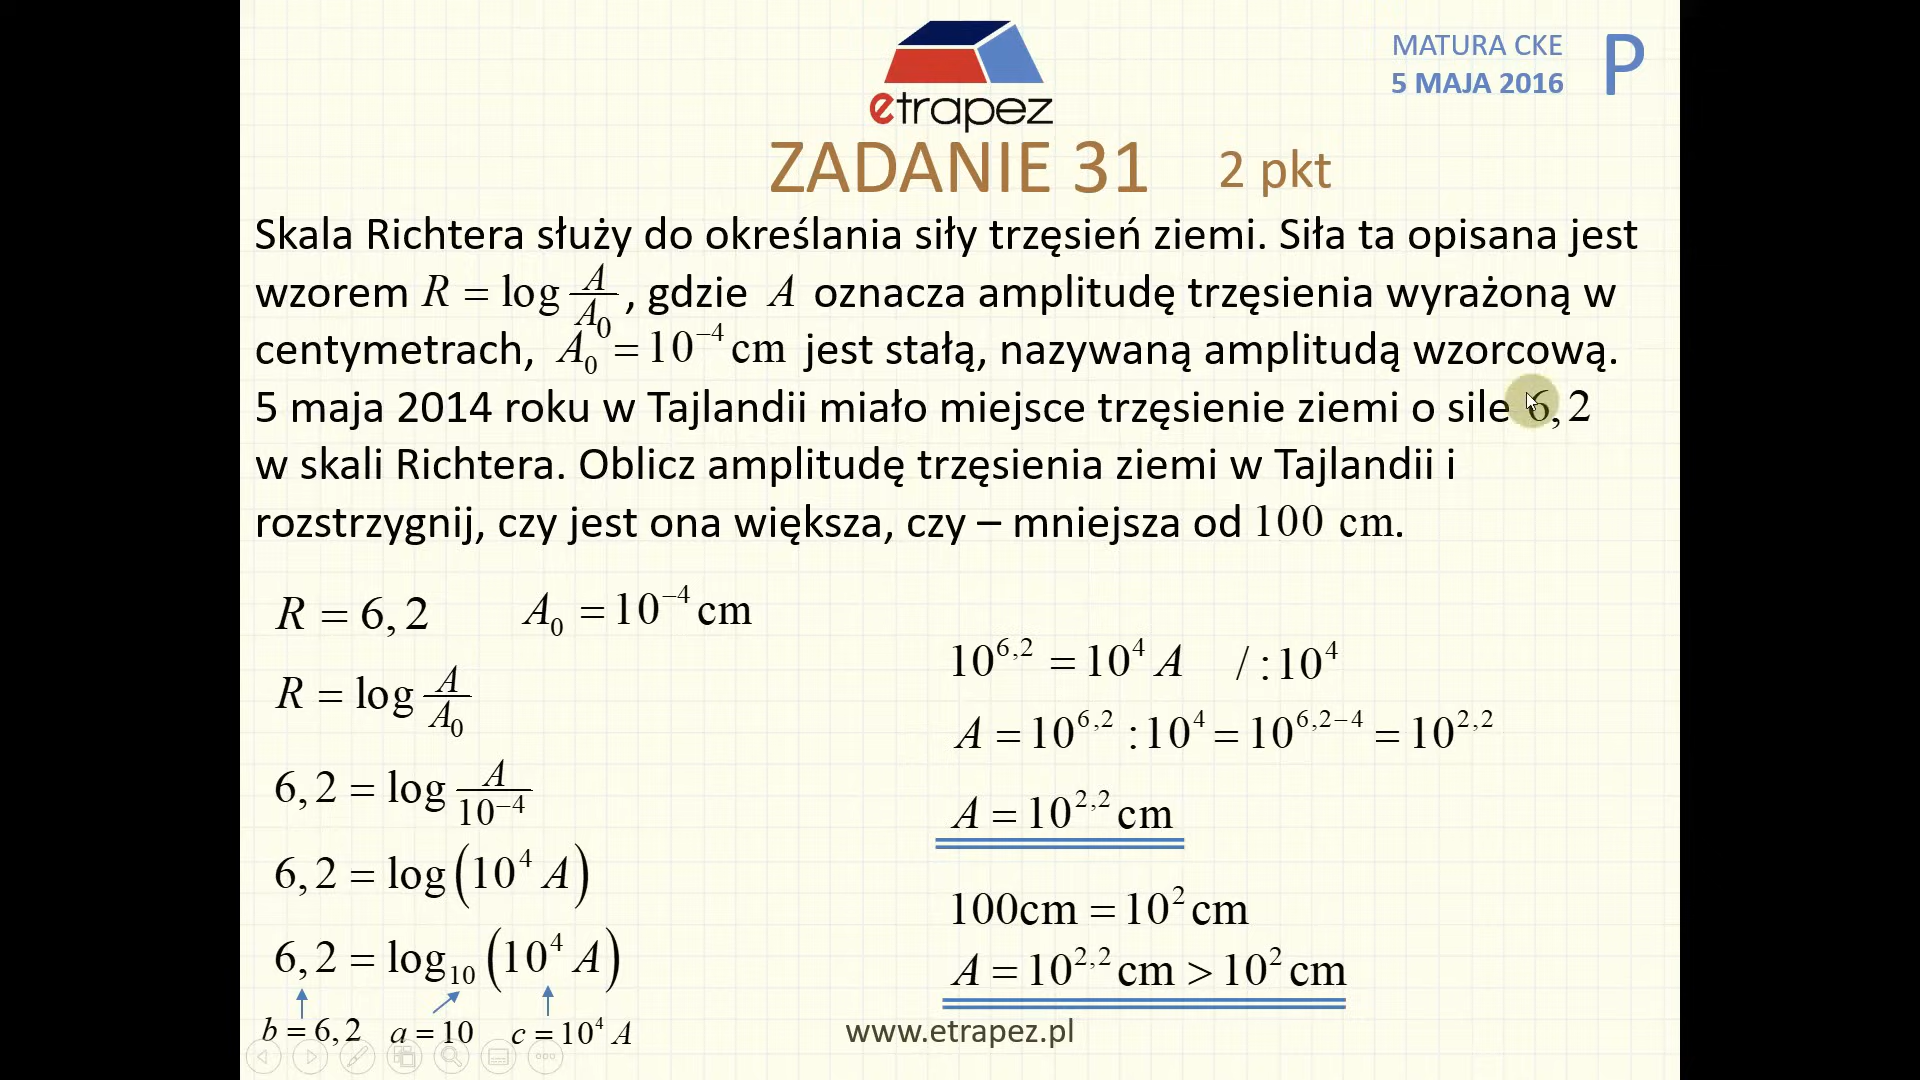 etrapez
MATURA CKE
5 MAJA 2016
P
ZADANIE 31 2 pkt
Skala Richtera służy do określania siły trzęsień ziemi. Siła ta opisana jest
wzorem R = log A/A₀, gdzie A oznacza amplitudę trzęsienia wyrażoną w
centymetrach, A₀ = 10⁻⁴ cm jest stałą, nazywaną amplitudą wzorcową.
5 maja 2014 roku w Tajlandii miało miejsce trzęsienie ziemi o sile 6,2
w skali Richtera. Oblicz amplitudę trzęsienia ziemi w Tajlandii i
rozstrzygnij, czy jest ona większa, czy – mniejsza od 100 cm.
R = 6,2 A₀ = 10⁻⁴ cm
R = log A/A₀
6,2 = log A/10⁻⁴
6,2 = log(10⁴ A)
6,2 = log₁₀(10⁴ A)
b = 6,2 a = 10 c = 10⁴ A
10^{6,2} = 10⁴ A / :10⁴
A = 10^{6,2} : 10⁴ = 10^{6,2−4} = 10^{2,2}
A = 10^{2,2} cm
100cm = 10² cm
A = 10^{2,2} cm > 10² cm
www.etrapez.pl